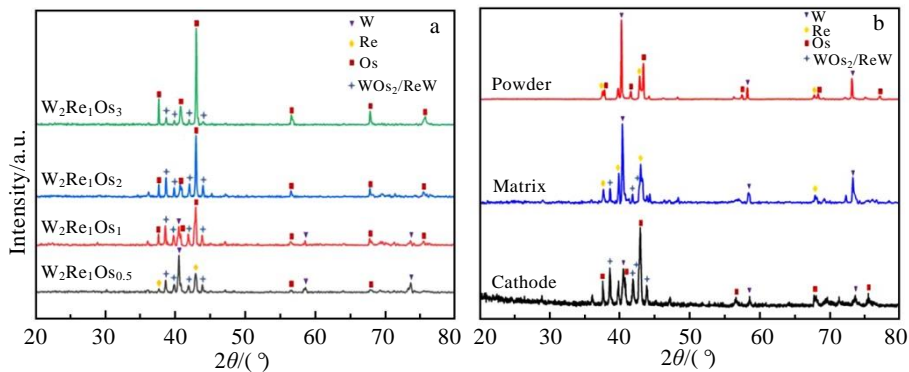 a
W
Re
Os
WOs₂/ReW
W₂Re₁Os₃
W₂Re₁Os₂
W₂Re₁Os₁
W₂Re₁Os₀.₅
Intensity/a.u.
20 30 40 50 60 70 80
2θ/(°)
b
W
Re
Os
WOs₂/ReW
Powder
Matrix
Cathode
20 30 40 50 60 70 80
2θ/(°)